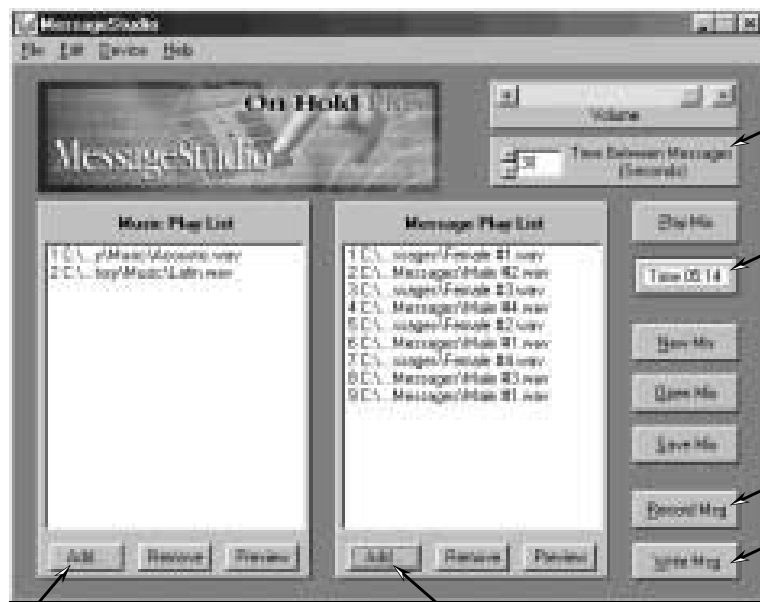 MessageStudio
File Edit Device Help
On Hold Plus
MessageStudio
Volume
30 Time Between Messages
(Seconds)
Music Play List
1 C:\...y\Music\Acoustic.wav
2 C:\...bxy\Music\Latin.wav
Add...
Remove
Preview
Message Play List
1 C:\...ssages\Female #1.wav
2 C:\...Messages\Male #2.wav
3 C:\...ssages\Female #3.wav
4 C:\...Messages\Male #4.wav
5 C:\...ssages\Female #2.wav
6 C:\...Messages\Male #1.wav
7 C:\...ssages\Female #4.wav
8 C:\...Messages\Male #3.wav
9 C:\...Messages\Male #1.wav
Add...
Remove
Preview
Play Mix
Time 05:14
New Mix
Open Mix
Save Mix
Record Msg
Write Msg